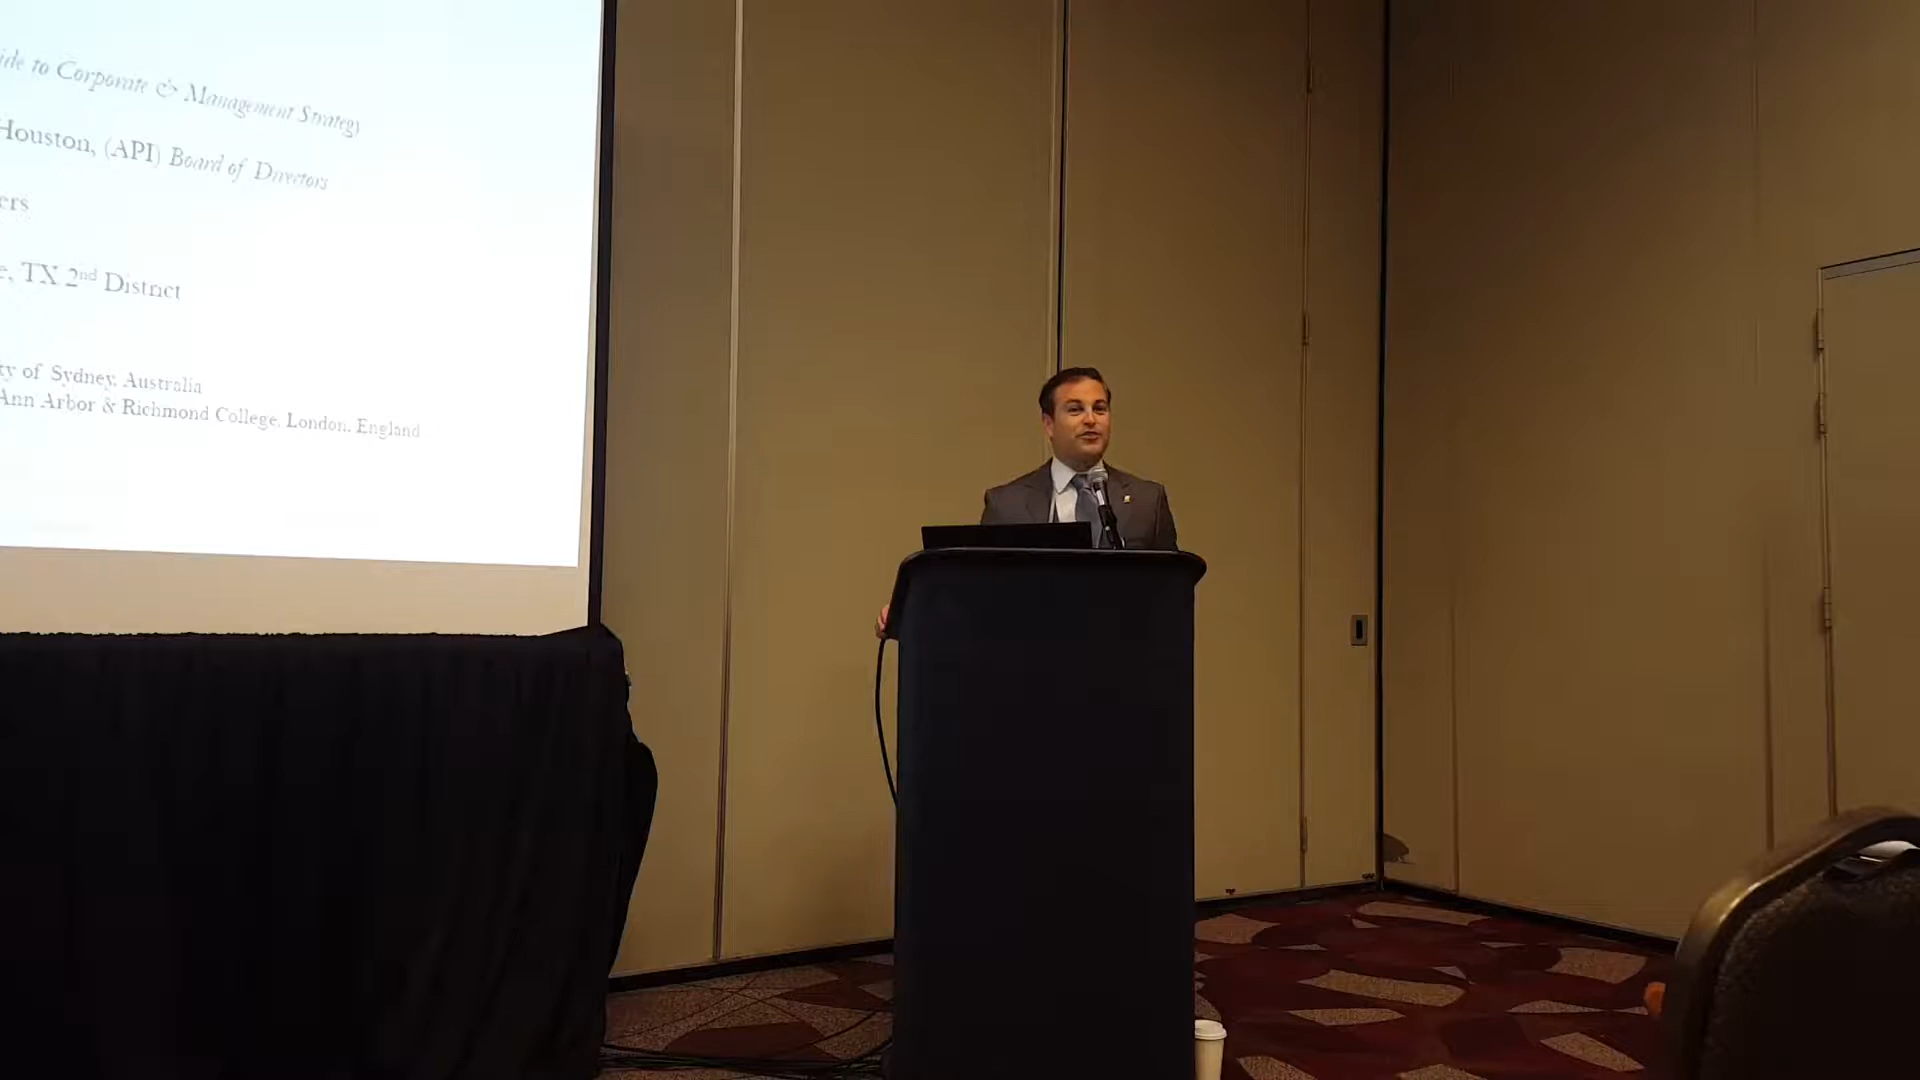 ide to Corporate & Management Strategy
Houston, (API) Board of Directors
ers
e, TX 2nd District
ty of Sydney, Australia
Ann Arbor & Richmond College, London, England